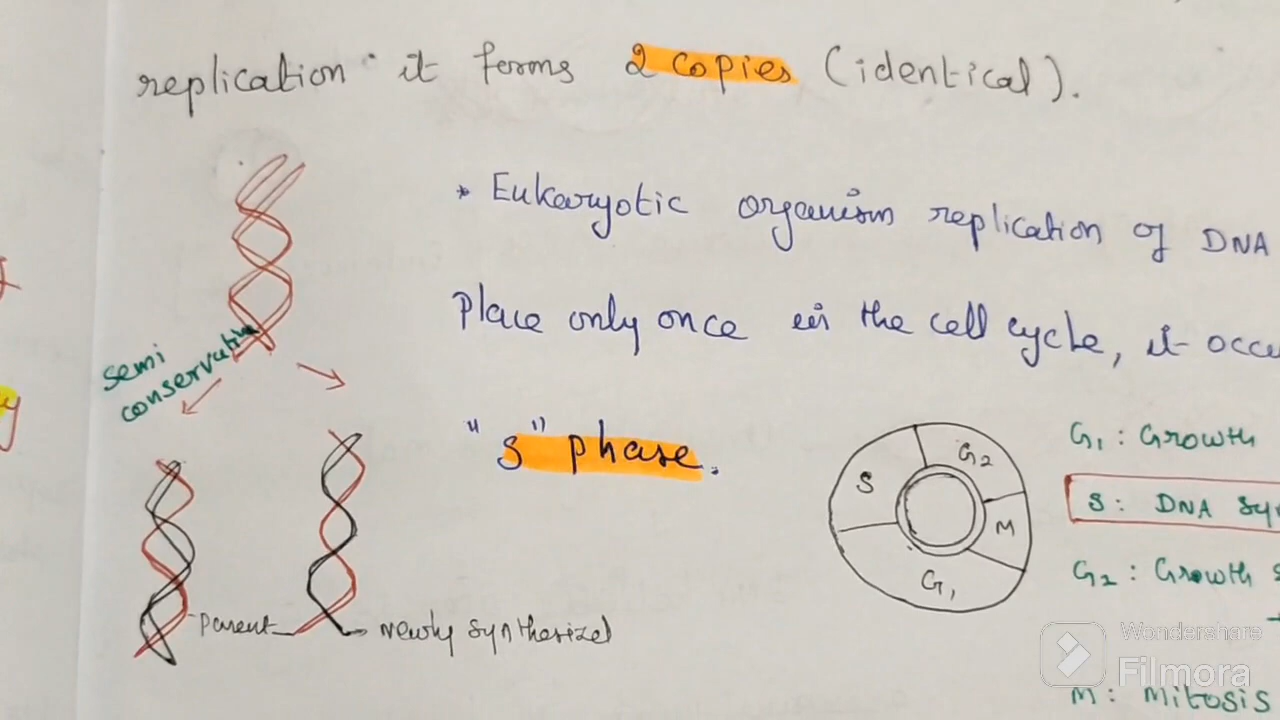 replication it forms 2 copies (identical).
* Eukaryotic organism replication of DNA
place only once in the cell cycle, it occu
"S" phase.
semi
conservative
parent
newly synthesized
S
G2
M
G1
G1 : Growth
S : DNA Syn
G2 : Growth
M : Mitosis
Wondershare
Filmora